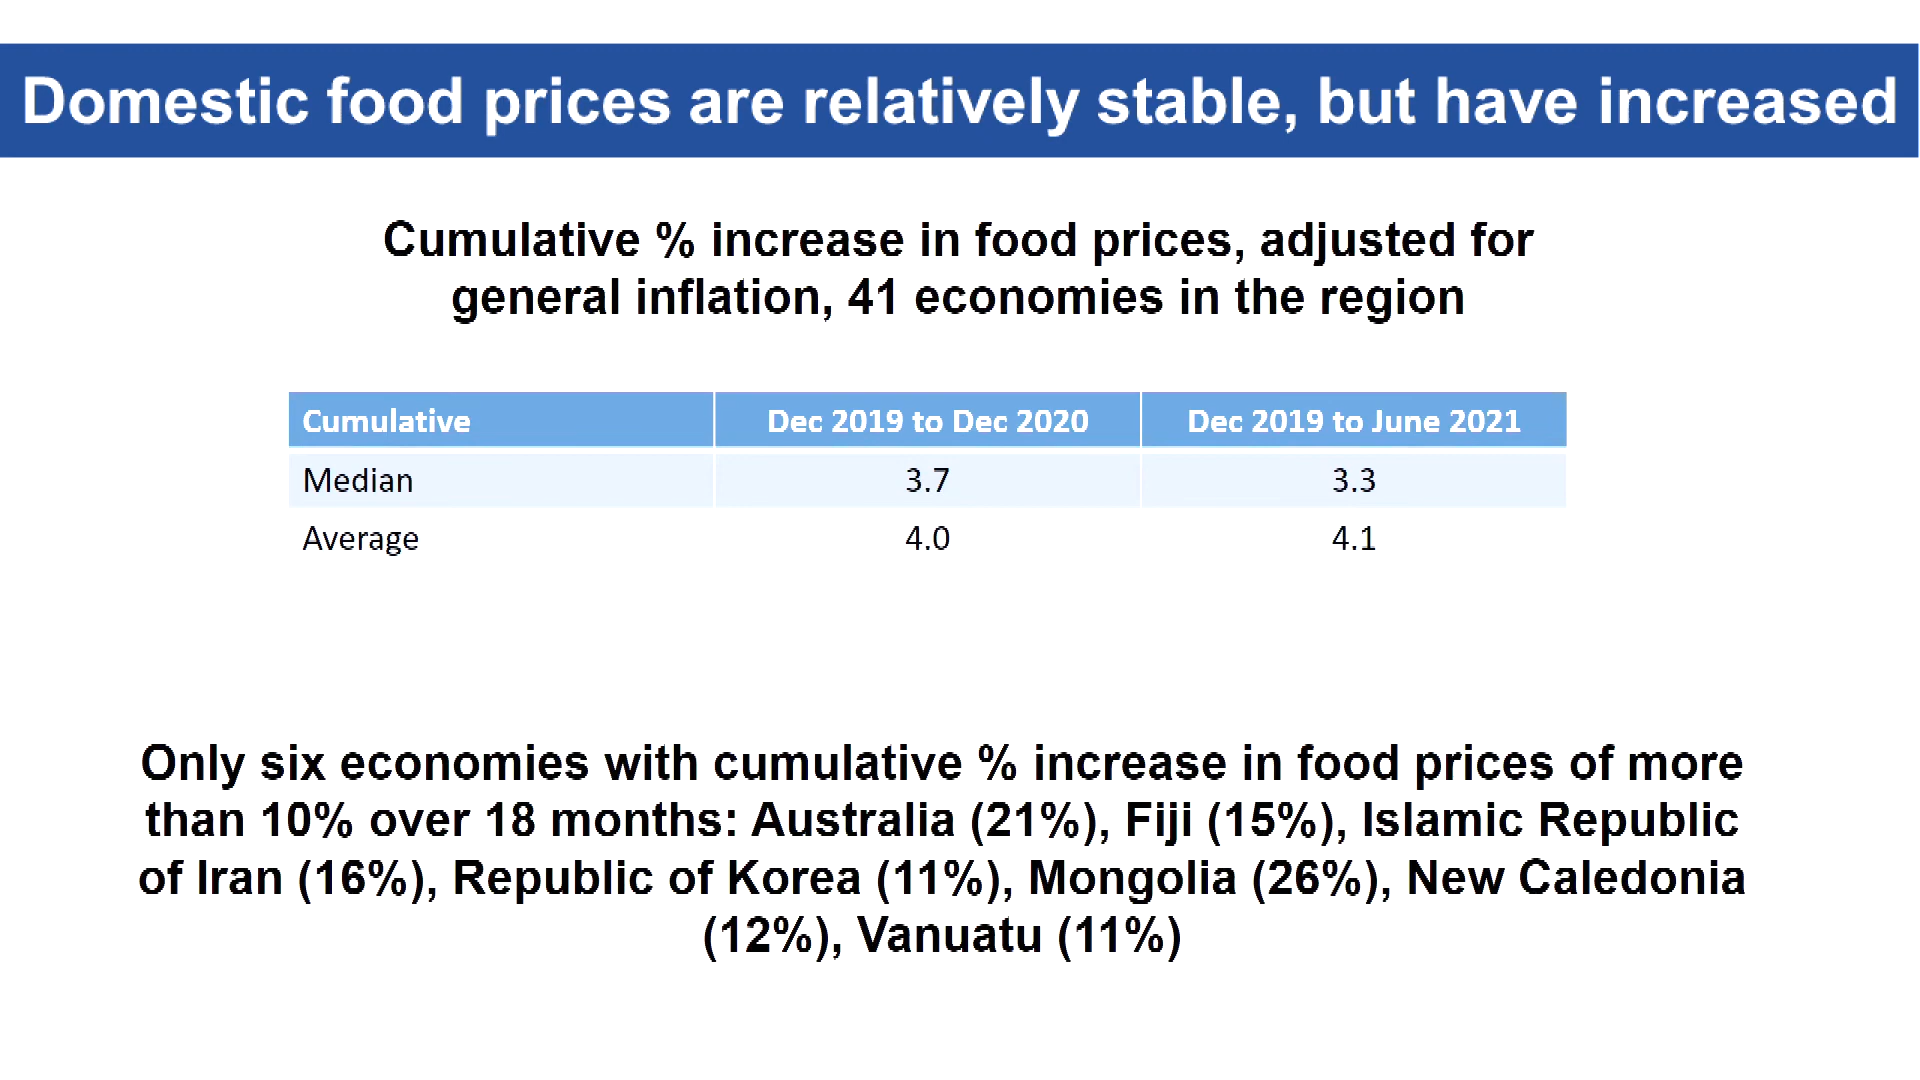 Domestic food prices are relatively stable, but have increased
Cumulative % increase in food prices, adjusted for
general inflation, 41 economies in the region
Cumulative Dec 2019 to Dec 2020 Dec 2019 to June 2021
Median 3.7 3.3
Average 4.0 4.1
Only six economies with cumulative % increase in food prices of more
than 10% over 18 months: Australia (21%), Fiji (15%), Islamic Republic
of Iran (16%), Republic of Korea (11%), Mongolia (26%), New Caledonia
(12%), Vanuatu (11%)